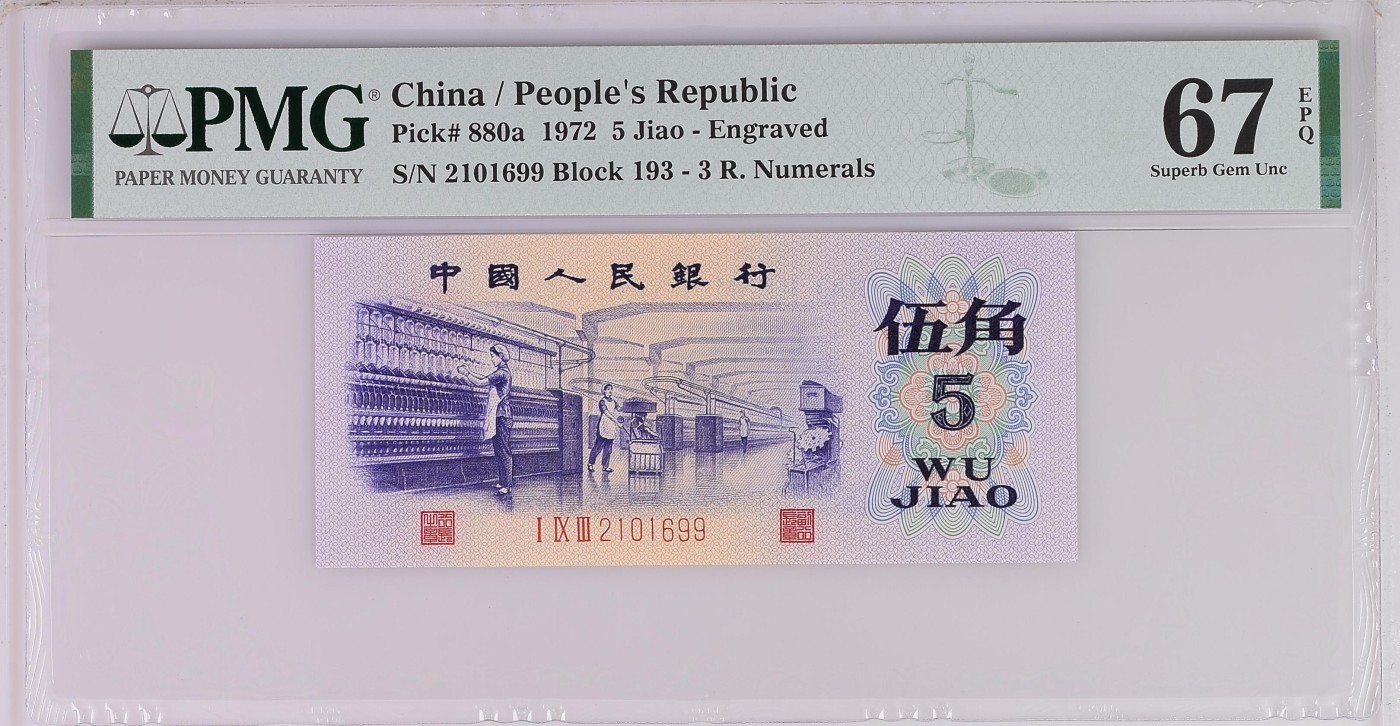 PMG®
PAPER MONEY GUARANTY
China / People's Republic
Pick# 880a 1972 5 Jiao - Engraved
S/N 2101699 Block 193 - 3 R. Numerals
67
EPQ
Superb Gem Unc
中國人民銀行
伍角
5
WU
JIAO
I IX III 2101699